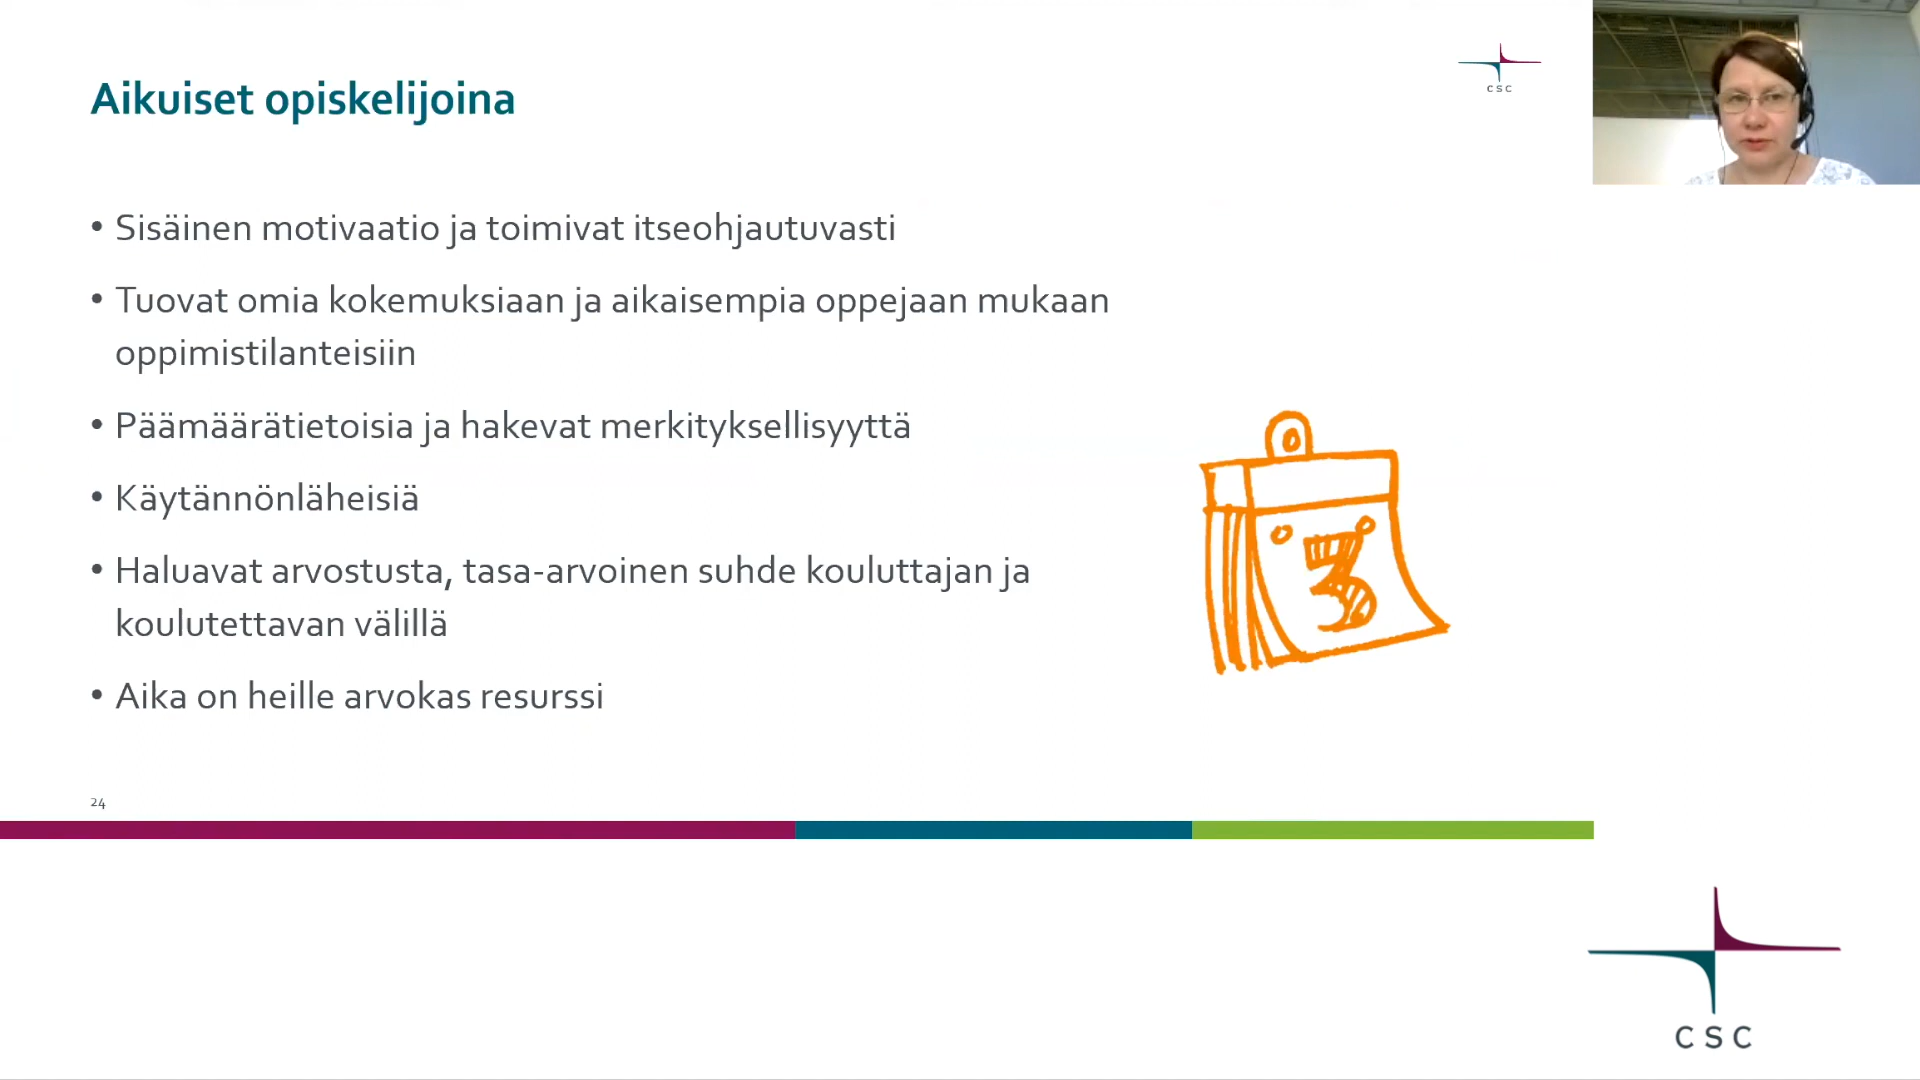 Aikuiset opiskelijoina
CSC
• Sisäinen motivaatio ja toimivat itseohjautuvasti
• Tuovat omia kokemuksiaan ja aikaisempia oppejaan mukaan
oppimistilanteisiin
• Päämäärätietoisia ja hakevat merkityksellisyyttä
• Käytännönläheisiä
• Haluavat arvostusta, tasa-arvoinen suhde kouluttajan ja
koulutettavan välillä
• Aika on heille arvokas resurssi
3
24
CSC